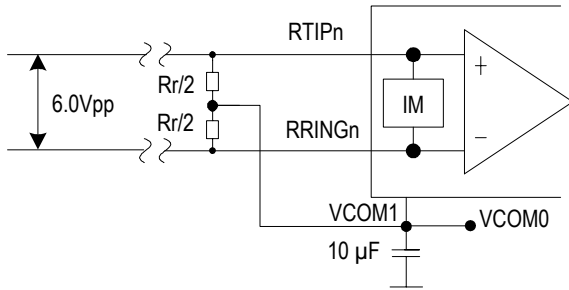 RTIPn
Rr/2
6.0Vpp
IM
Rr/2
RRINGn
+
−
VCOM1
VCOM0
10 µF